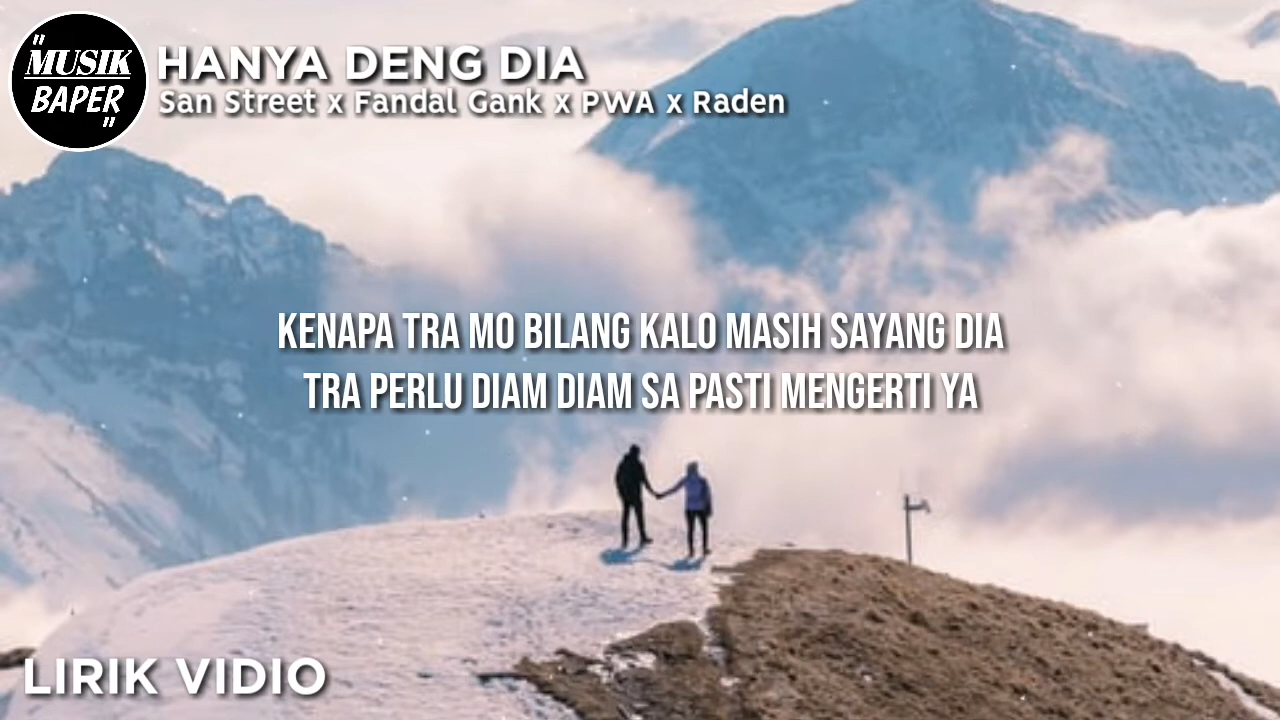 "MUSIK
BAPER"
HANYA DENG DIA
San Street x Fandal Gank x PWA x Raden
KENAPA TRA MO BILANG KALO MASIH SAYANG DIA
TRA PERLU DIAM DIAM SA PASTI MENGERTI YA
LIRIK VIDIO